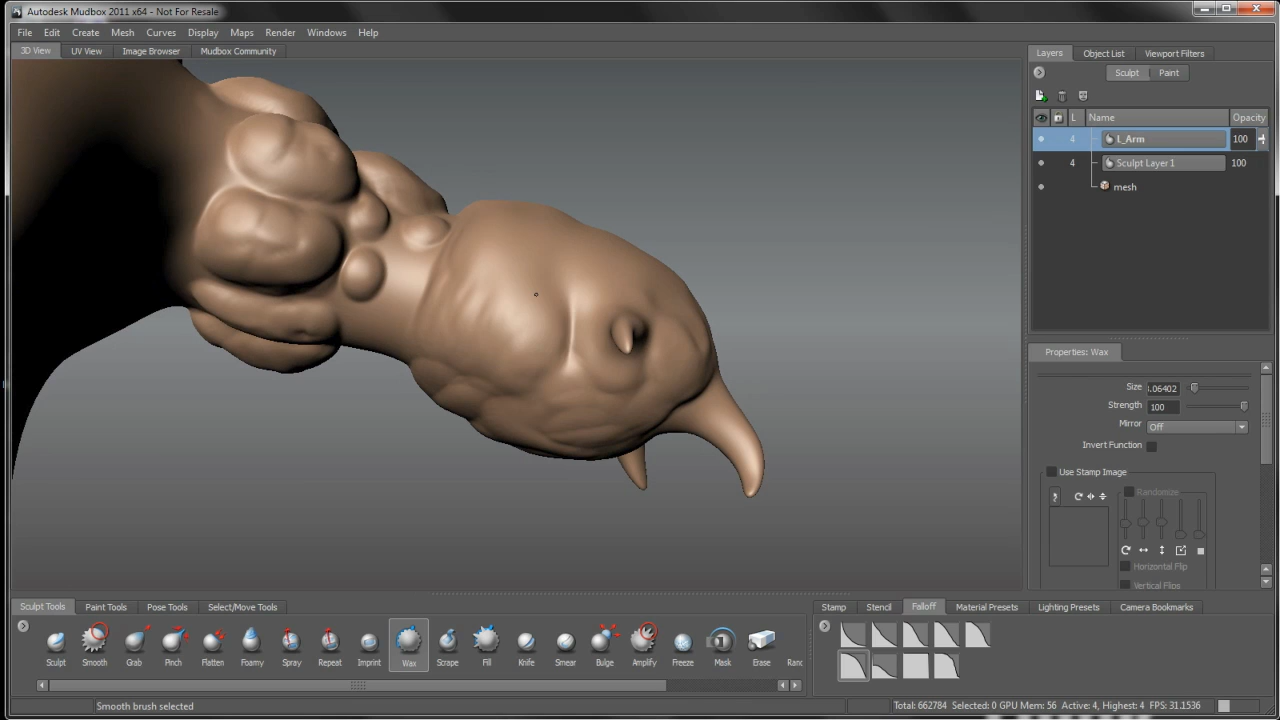 Autodesk Mudbox 2011 x64 - Not For Resale
File Edit Create Mesh Curves Display Maps Render Windows Help
3D View UV View Image Browser Mudbox Community
Layers Object List Viewport Filters
Sculpt Paint
L Name Opacity
4 L_Arm 100
4 Sculpt Layer 1 100
mesh
Properties: Wax
Size .06402
Strength 100
Mirror Off
Invert Function
Use Stamp Image
Randomize
Horizontal Flip
Vertical Flips
Sculpt Tools Paint Tools Pose Tools Select/Move Tools
Stamp Stencil Falloff Material Presets Lighting Presets Camera Bookmarks
Sculpt Smooth Grab Pinch Flatten Foamy Spray Repeat Imprint Wax Scrape Fill Knife Smear Bulge Amplify Freeze Mask Erase Ranc
Smooth brush selected
Total: 662784 Selected: 0 GPU Mem: 56 Active: 4, Highest: 4 FPS: 31.1536